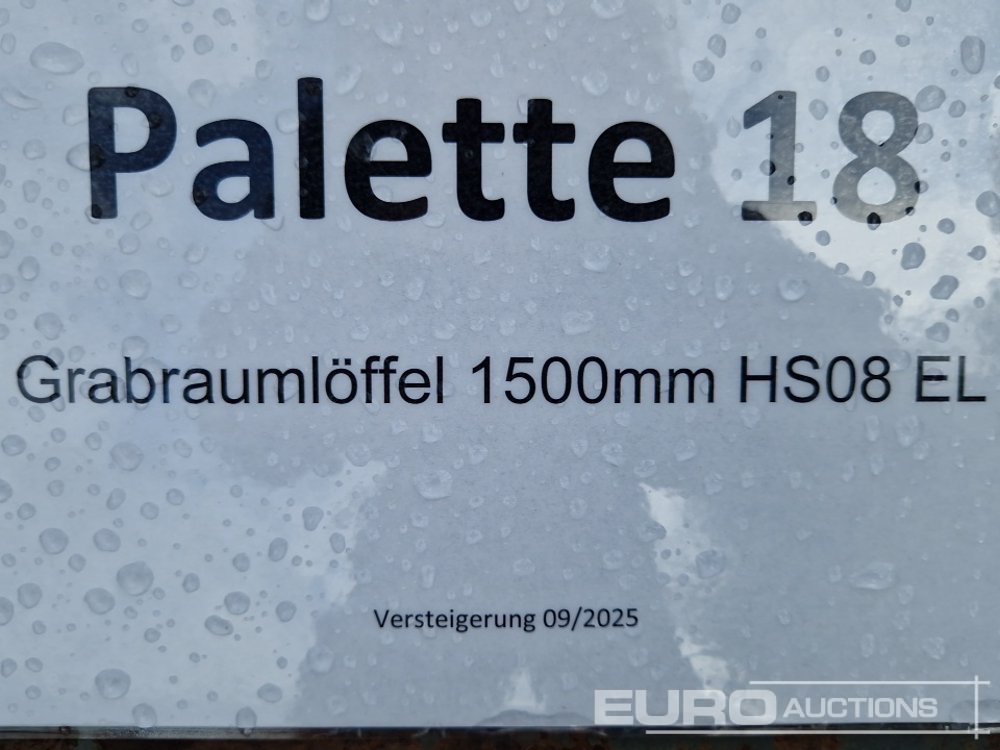 Palette 18
Grabraumlöffel 1500mm HS08 EL
Versteigerung 09/2025
EURO AUCTIONS